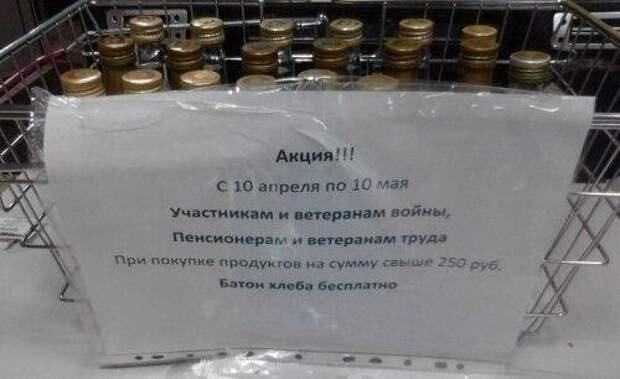 Акция!!!
С 10 апреля по 10 мая
Участникам и ветеранам войны,
Пенсионерам и ветеранам труда
При покупке продуктов на сумму свыше 250 руб.
Батон хлеба бесплатно